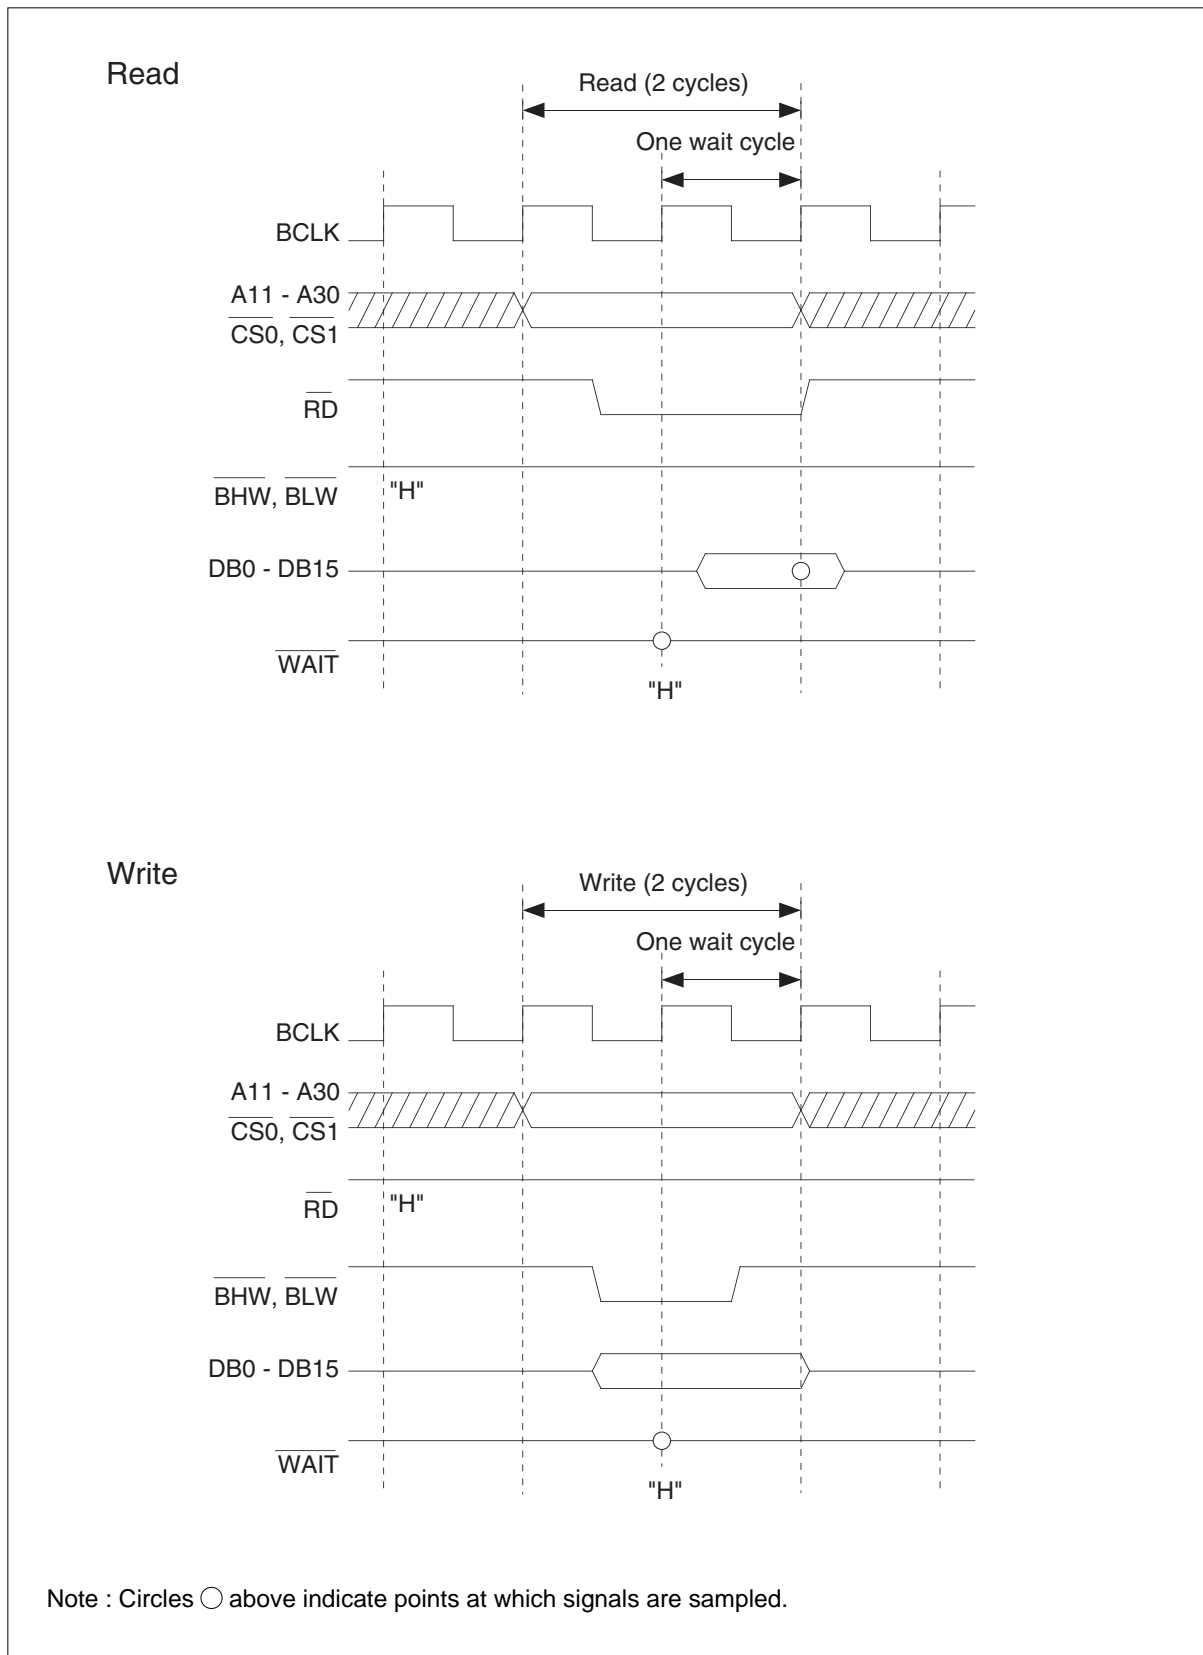 Read
Read (2 cycles)
One wait cycle
BCLK
A11 - A30
CS0, CS1
RD
BHW, BLW
"H"
DB0 - DB15
WAIT
"H"
Write
Write (2 cycles)
One wait cycle
BCLK
A11 - A30
CS0, CS1
RD
"H"
BHW, BLW
DB0 - DB15
WAIT
"H"
Note : Circles ○ above indicate points at which signals are sampled.